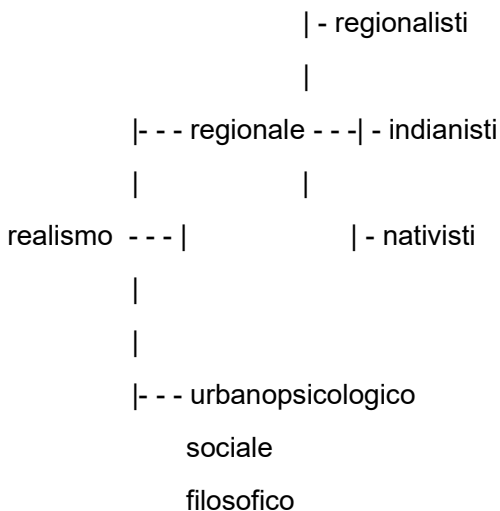 | - regionalisti
|
|- - - regionale - - -| - indianisti
| |
realismo - - - | | - nativisti
|
|
|- - - urbanopsicologico
sociale
filosofico